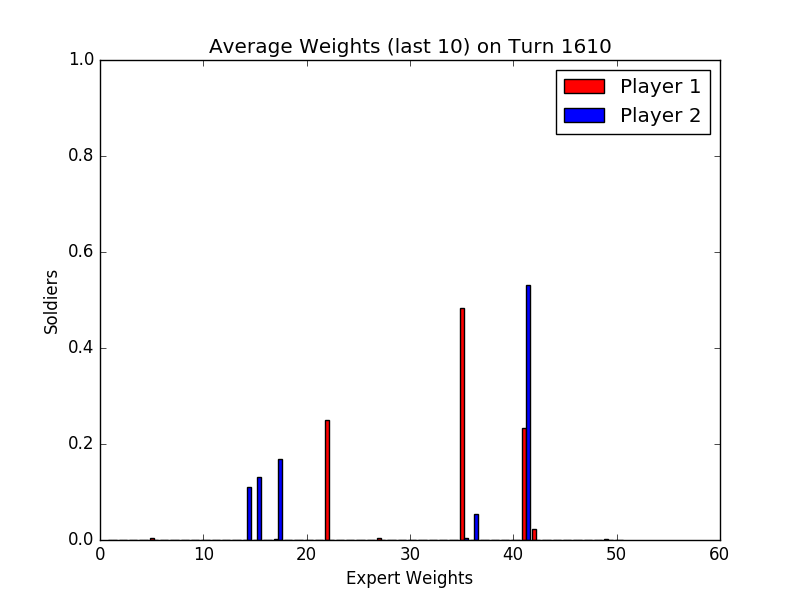 Average Weights (last 10) on Turn 1610
1.0
Player 1
Player 2
0.8
0.6
Soldiers
0.4
0.2
0.0
0 10 20 30 40 50 60
Expert Weights